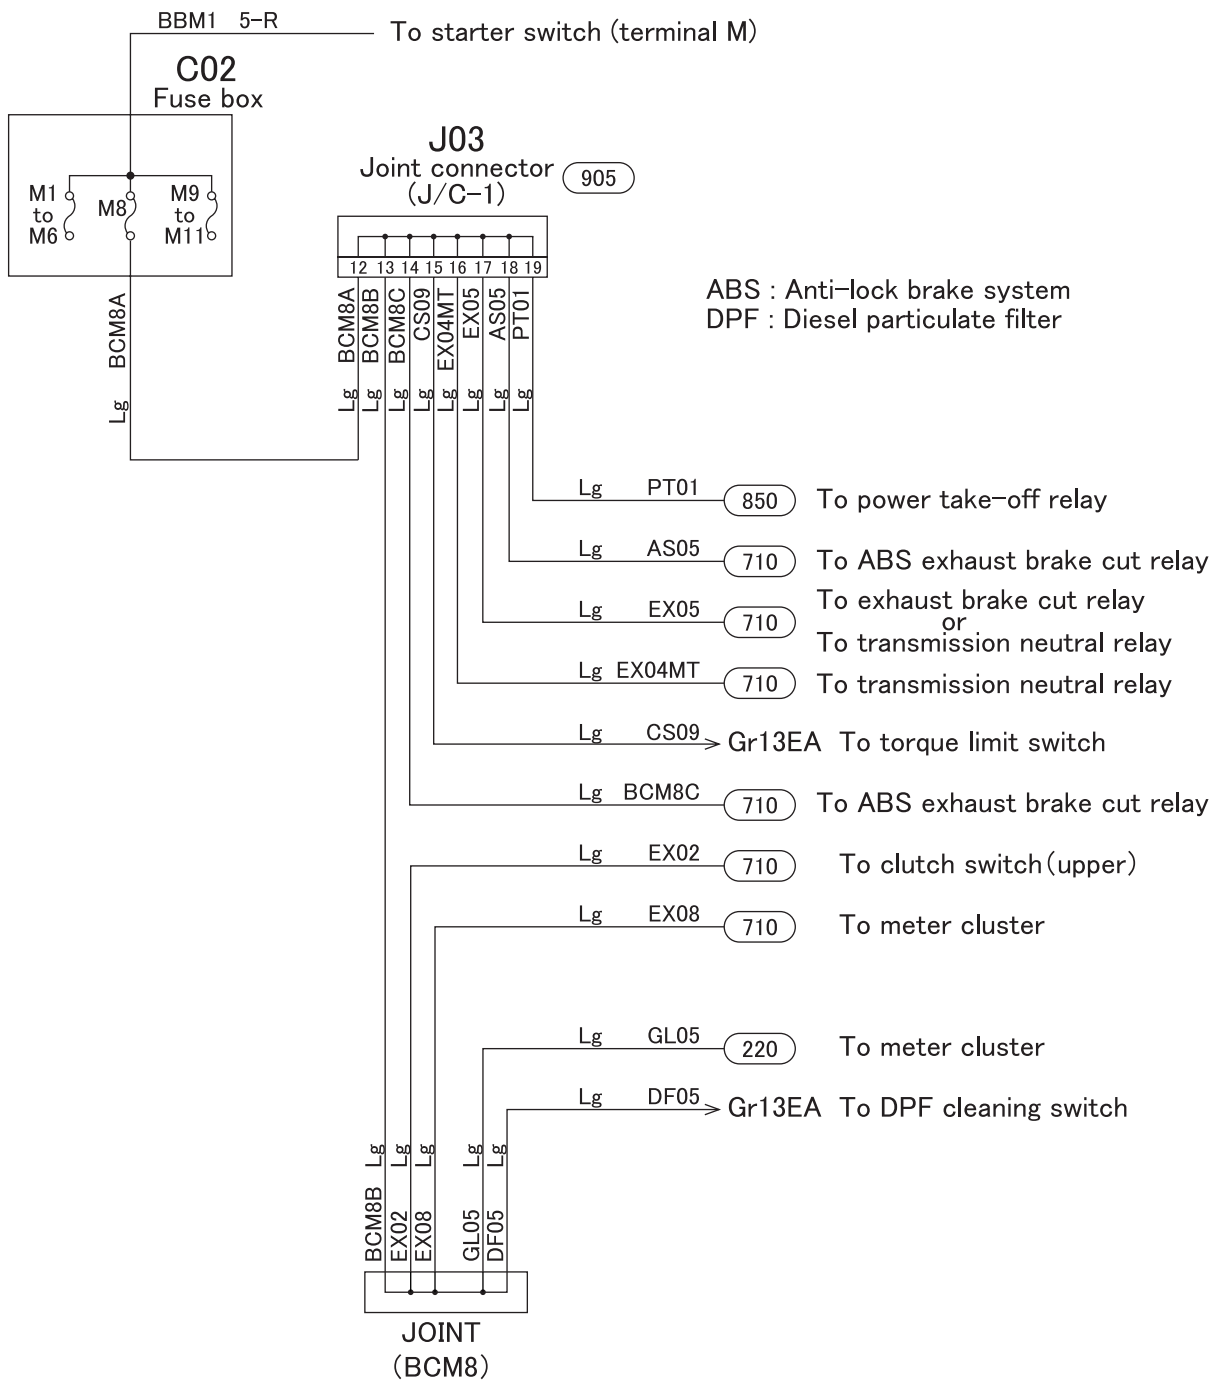 BBM1 5-R
To starter switch (terminal M)
C02
Fuse box
M1
to
M6
M8
M9
to
M11
BCM8A
Lg
J03
Joint connector
(J/C-1)
905
12 13 14 15 16 17 18 19
BCM8A
BCM8B
BCM8C
CS09
EX04MT
EX05
AS05
PT01
Lg
Lg
Lg
Lg
Lg
Lg
Lg
Lg
ABS : Anti-lock brake system
DPF : Diesel particulate filter
Lg PT01 850 To power take-off relay
Lg AS05 710 To ABS exhaust brake cut relay
Lg EX05 710 To exhaust brake cut relay
or
To transmission neutral relay
Lg EX04MT 710 To transmission neutral relay
Lg CS09 Gr13EA To torque limit switch
Lg BCM8C 710 To ABS exhaust brake cut relay
Lg EX02 710 To clutch switch (upper)
Lg EX08 710 To meter cluster
Lg GL05 220 To meter cluster
Lg DF05 Gr13EA To DPF cleaning switch
Lg
Lg
Lg
Lg
Lg
BCM8B
EX02
EX08
GL05
DF05
JOINT
(BCM8)